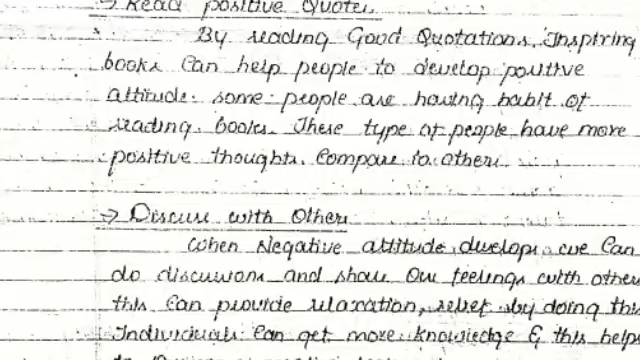 → Read positive Quotes
By reading Good Quotations, Inspiring
books Can help people to develop positive
attitude. some people are having habit of
reading books. These type of people have more
positive thoughts. Compare to others
→ Discuss with Others
When Negative attitude develops we Can
do discussions and share Our feelings with others
this Can provide relaxation, relief by doing this
Individuals Can get more knowledge & this helps
to